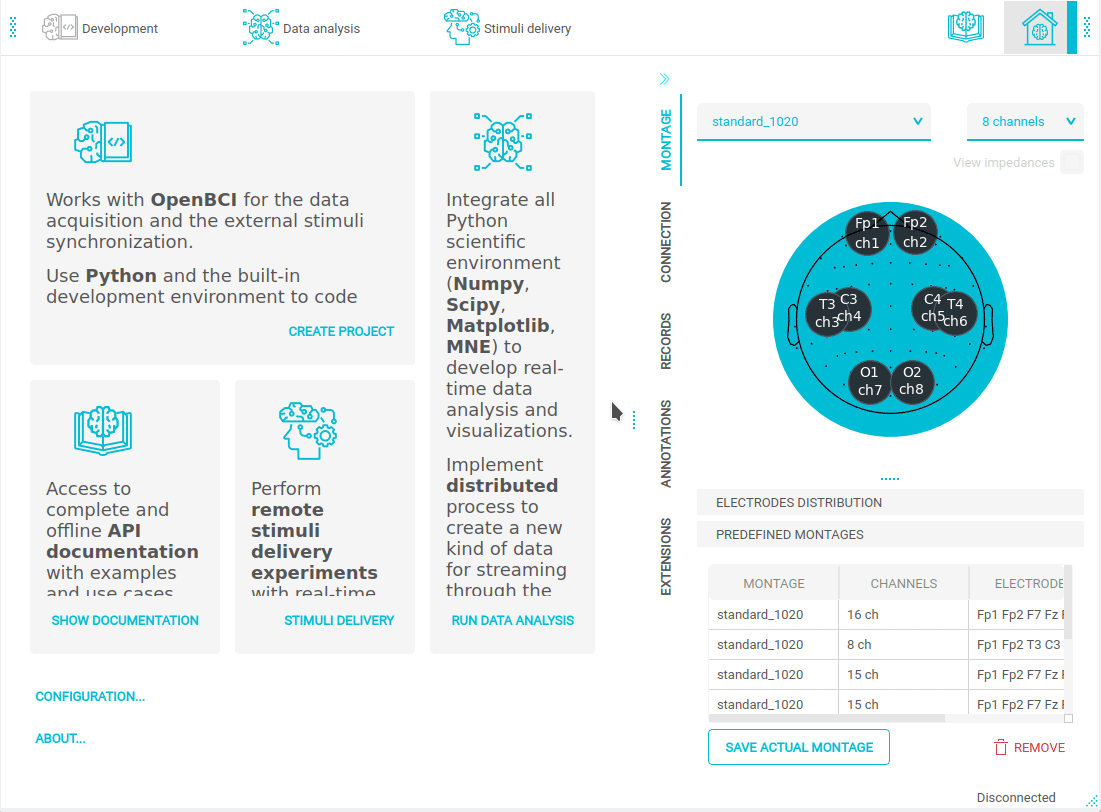 Development
Data analysis
Stimuli delivery
Works with OpenBCI for the data
acquisition and the external stimuli
synchronization.
Use Python and the built-in
development environment to code
CREATE PROJECT
Integrate all
Python
scientific
environment
(Numpy,
Scipy,
Matplotlib,
MNE) to
develop real-
time data
analysis and
visualizations.
Implement
distributed
process to
create a new
kind of data
for streaming
through the
RUN DATA ANALYSIS
Access to
complete and
offline API
documentation
with examples
and use cases
SHOW DOCUMENTATION
Perform
remote
stimuli
delivery
experiments
with real-time
STIMULI DELIVERY
CONFIGURATION...
ABOUT...
MONTAGE
CONNECTION
RECORDS
ANNOTATIONS
EXTENSIONS
standard_1020
8 channels
View impedances
Fp1
ch1
Fp2
ch2
T3
ch3
C3
ch4
C4
ch5
T4
ch6
O1
ch7
O2
ch8
ELECTRODES DISTRIBUTION
PREDEFINED MONTAGES
MONTAGE CHANNELS ELECTRODE
standard_1020 16 ch Fp1 Fp2 F7 Fz
standard_1020 8 ch Fp1 Fp2 T3 C3
standard_1020 15 ch Fp1 Fp2 F7 Fz
standard_1020 15 ch Fp1 Fp2 F7 Fz
SAVE ACTUAL MONTAGE
REMOVE
Disconnected